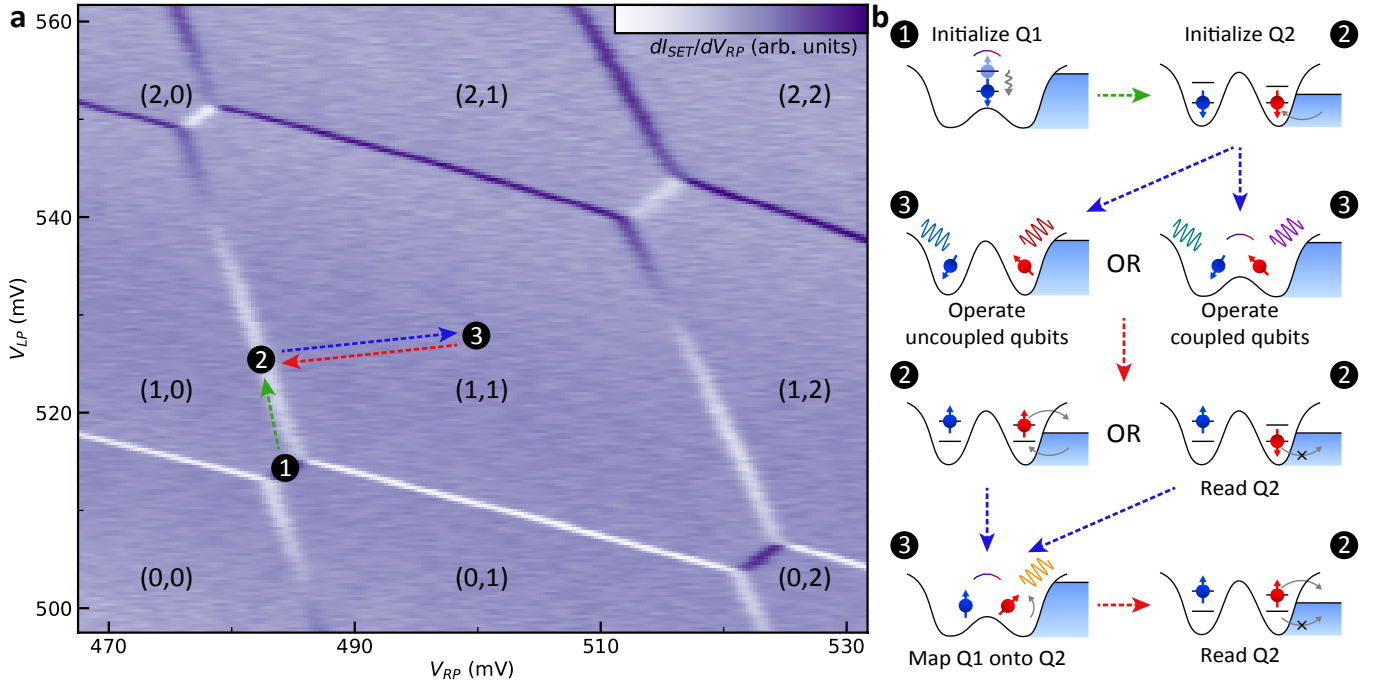 a
560
540
520
500
V_LP (mV)
dI_SET/dV_RP (arb. units)
(2,0)
(2,1)
(2,2)
(1,0)
(1,1)
(1,2)
(0,0)
(0,1)
(0,2)
2
3
1
470
490
510
530
V_RP (mV)
b
1
Initialize Q1
Initialize Q2
2
3
OR
3
Operate
uncoupled qubits
Operate
coupled qubits
2
OR
2
Read Q2
3
2
Map Q1 onto Q2
Read Q2